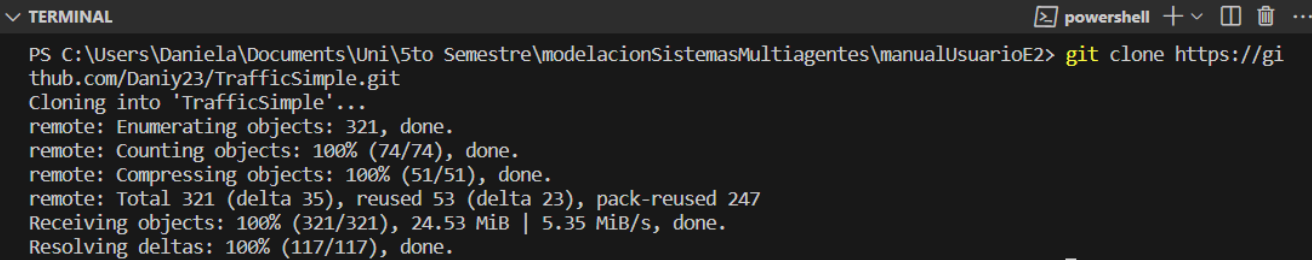 TERMINAL
powershell
PS C:\Users\Daniela\Documents\Uni\5to Semestre\modelacionSistemasMultiagentes\manualUsuarioE2> git clone https://gi
thub.com/Daniy23/TrafficSimple.git
Cloning into 'TrafficSimple'...
remote: Enumerating objects: 321, done.
remote: Counting objects: 100% (74/74), done.
remote: Compressing objects: 100% (51/51), done.
remote: Total 321 (delta 35), reused 53 (delta 23), pack-reused 247
Receiving objects: 100% (321/321), 24.53 MiB | 5.35 MiB/s, done.
Resolving deltas: 100% (117/117), done.